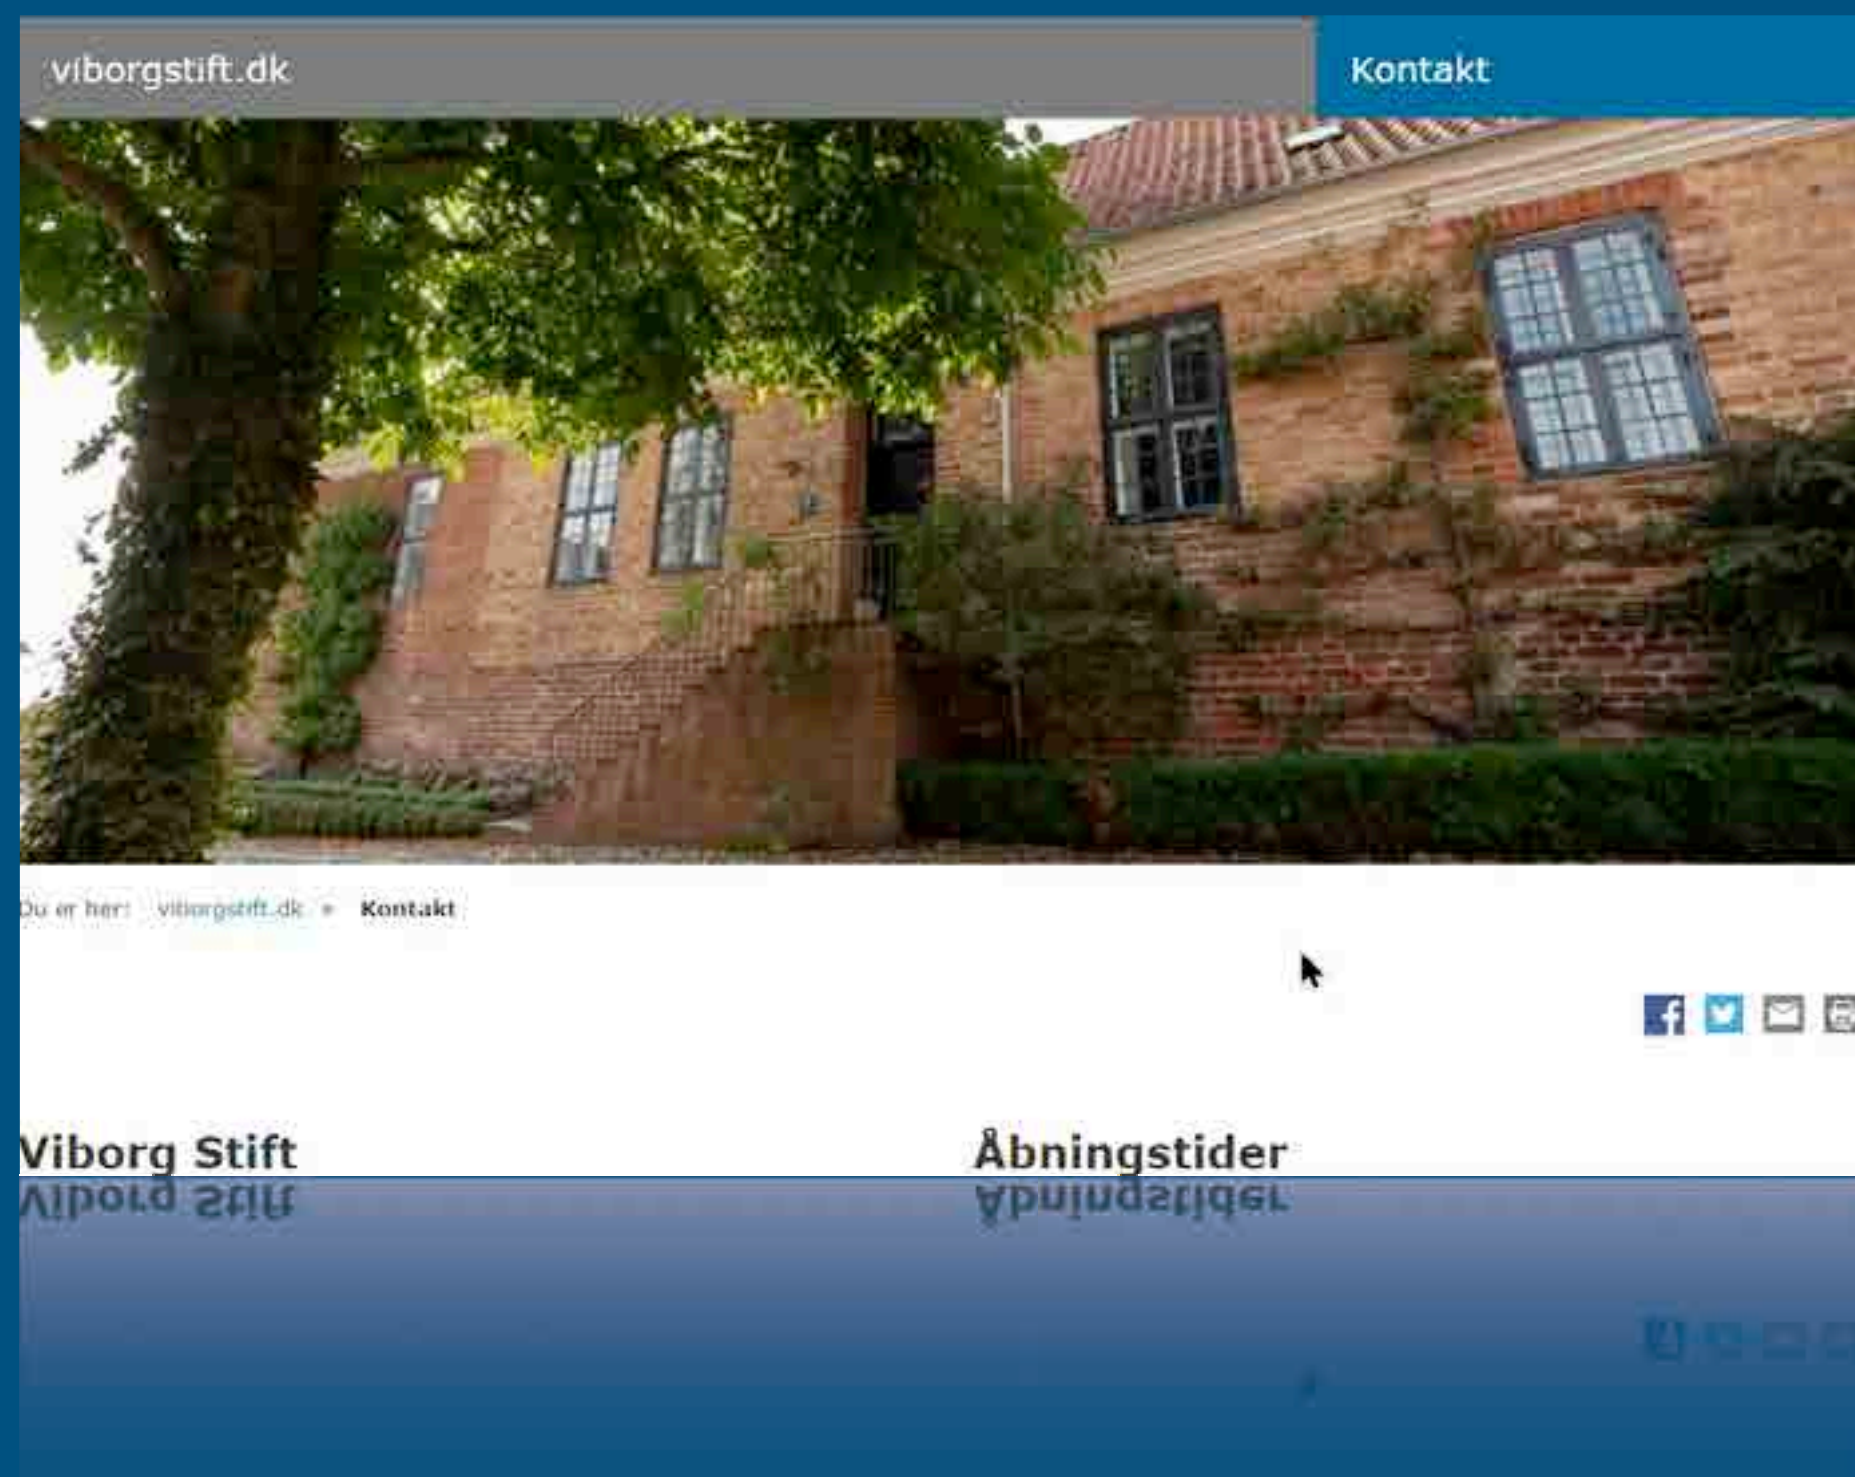 viborgstift.dk
Kontakt
Du er her: viborgstift.dk » Kontakt
Viborg Stift
Åbningstider